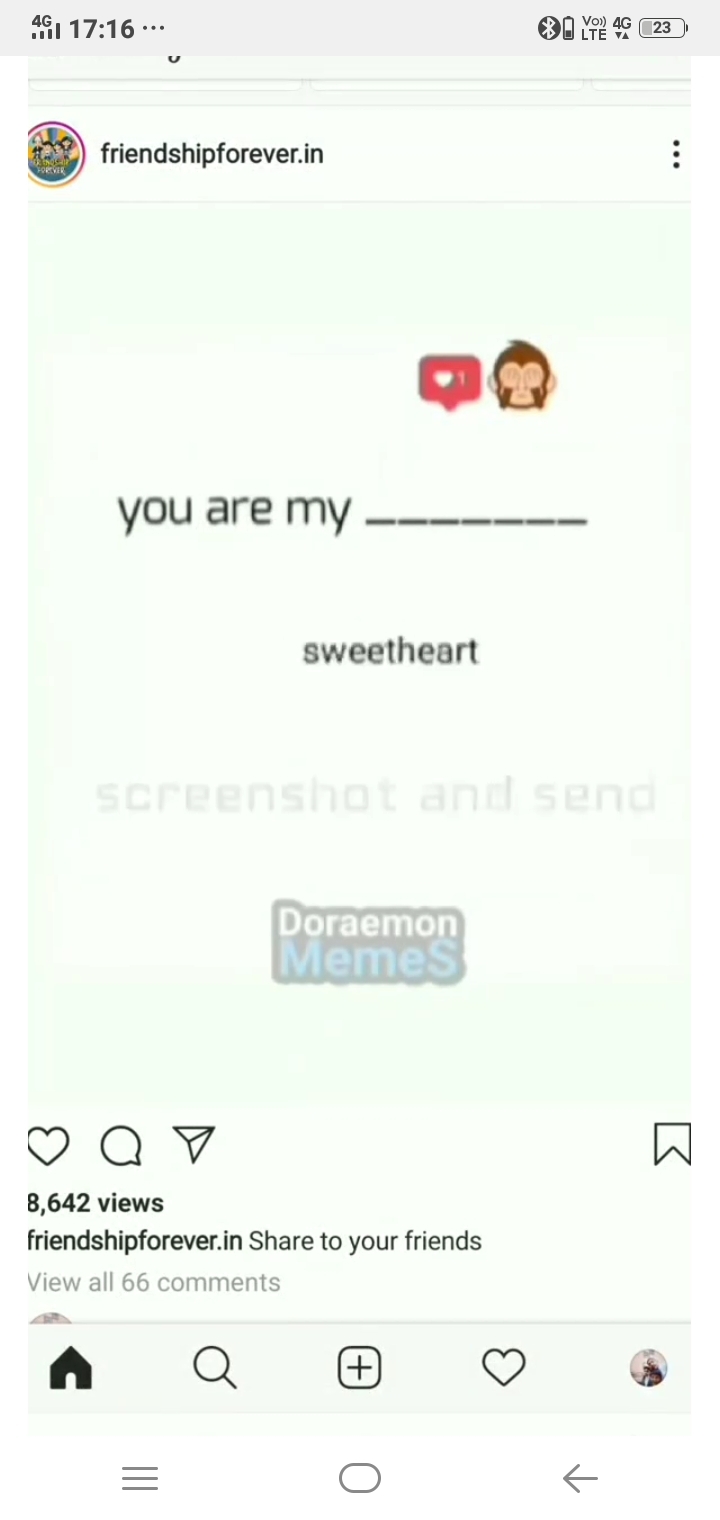 4G 17:16 ··· Vo)) LTE 4G 23
friendshipforever.in
1
you are my _______
sweetheart
screenshot and send
Doraemon
MemeS
8,642 views
friendshipforever.in Share to your friends
View all 66 comments